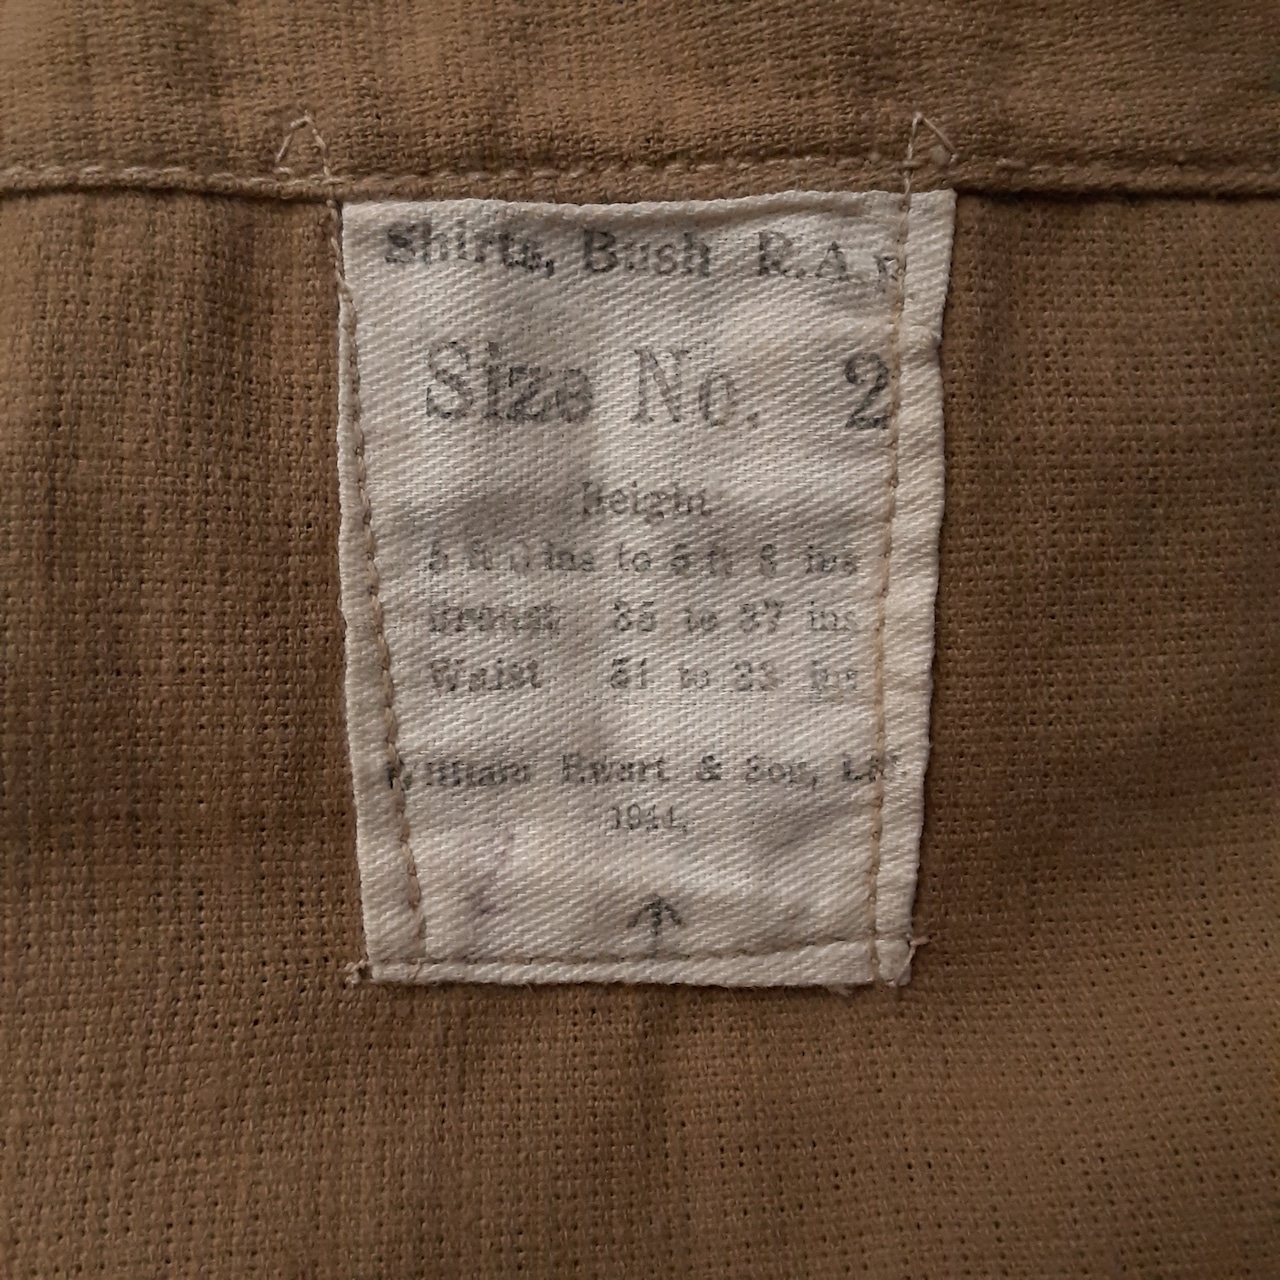 Shirts, Bush R.A.F
Size No. 2
Height
5 ft ins to 5 ft 8 ins
Breast 35 to 37 ins
Waist 31 to 33 ins
William Ewart & Son, Ltd
1944.